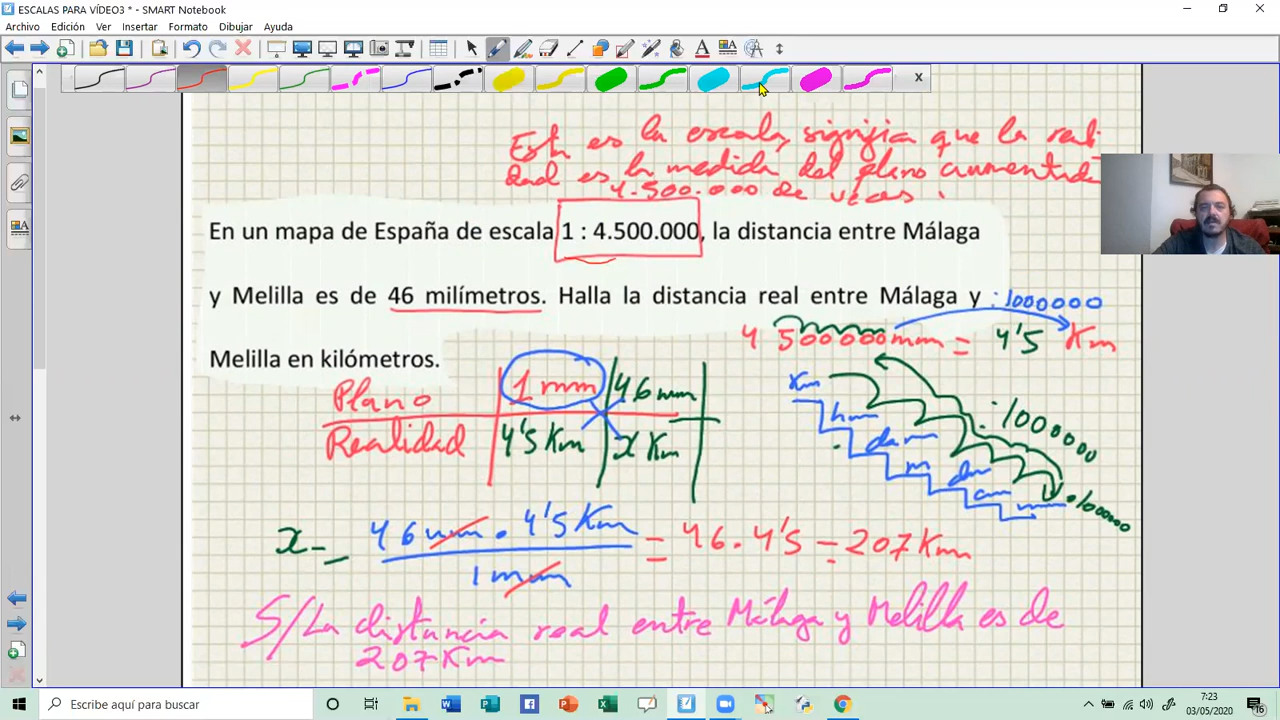 ESCALAS PARA VÍDEO3 * - SMART Notebook
Archivo Edición Ver Insertar Formato Dibujar Ayuda
x
Esta es la escala, significa que la reali
dad es la medida del plano aumentada
4.500.000 de veces.
En un mapa de España de escala 1 : 4.500.000, la distancia entre Málaga
y Melilla es de 46 milímetros. Halla la distancia real entre Málaga y
:1000000
Melilla en kilómetros.
4 500000mm = 4'5 Km
Plano 1 mm 46 mm
Realidad 4'5 Km x Km
Km
hm
dam
m
dm
cm
mm
:1000000
·1000000
x = 46 mm · 4'5 Km = 46 · 4'5 = 207 Km
1 mm
S/ La distancia real entre Málaga y Melilla es de
207 Km
Escribe aquí para buscar
7:23
03/05/2020
16